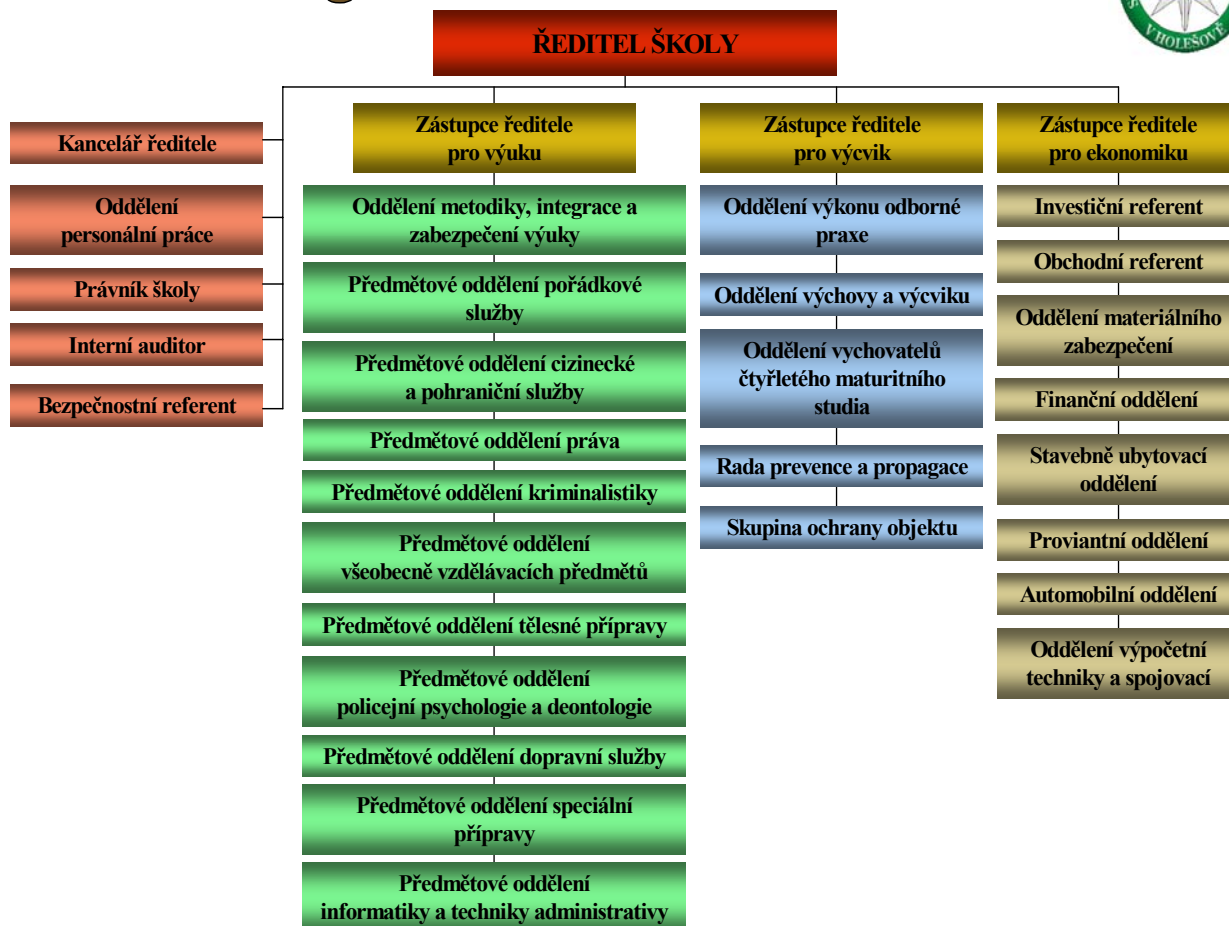 ŘEDITEL ŠKOLY
V HOLEŠOVĚ
Kancelář ředitele
Oddělení
personální práce
Právník školy
Interní auditor
Bezpečnostní referent
Zástupce ředitele
pro výuku
Oddělení metodiky, integrace a
zabezpečení výuky
Předmětové oddělení pořádkové
služby
Předmětové oddělení cizinecké
a pohraniční služby
Předmětové oddělení práva
Předmětové oddělení kriminalistiky
Předmětové oddělení
všeobecně vzdělávacích předmětů
Předmětové oddělení tělesné přípravy
Předmětové oddělení
policejní psychologie a deontologie
Předmětové oddělení dopravní služby
Předmětové oddělení speciální
přípravy
Předmětové oddělení
informatiky a techniky administrativy
Zástupce ředitele
pro výcvik
Oddělení výkonu odborné
praxe
Oddělení výchovy a výcviku
Oddělení vychovatelů
čtyřletého maturitního
studia
Rada prevence a propagace
Skupina ochrany objektu
Zástupce ředitele
pro ekonomiku
Investiční referent
Obchodní referent
Oddělení materiálního
zabezpečení
Finanční oddělení
Stavebně ubytovací
oddělení
Proviantní oddělení
Automobilní oddělení
Oddělení výpočetní
techniky a spojovací